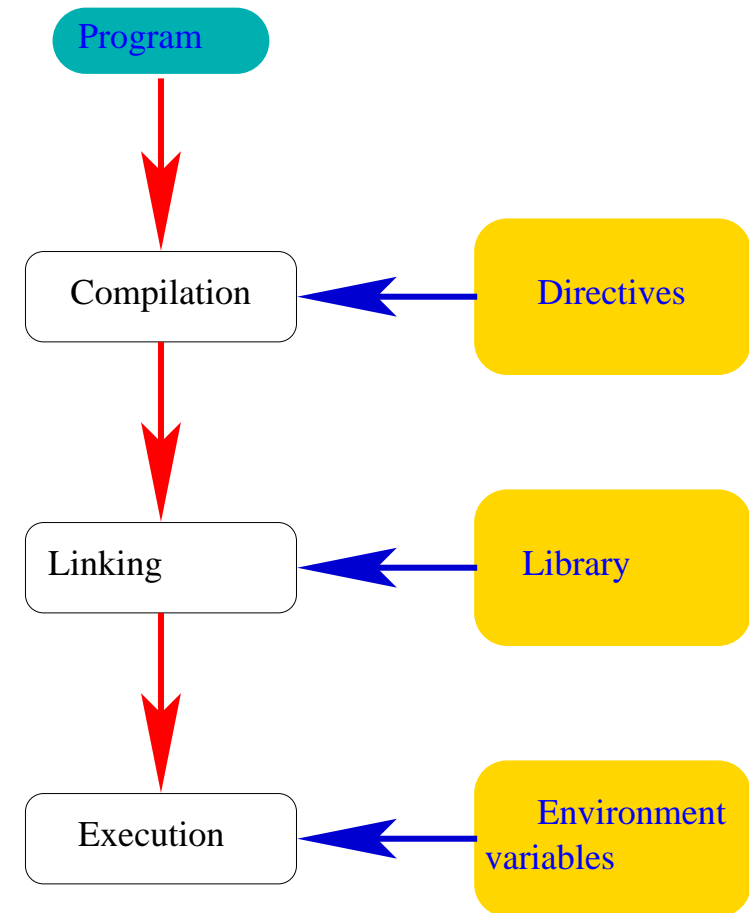 Program
Compilation
Directives
Linking
Library
Execution
Environment
variables